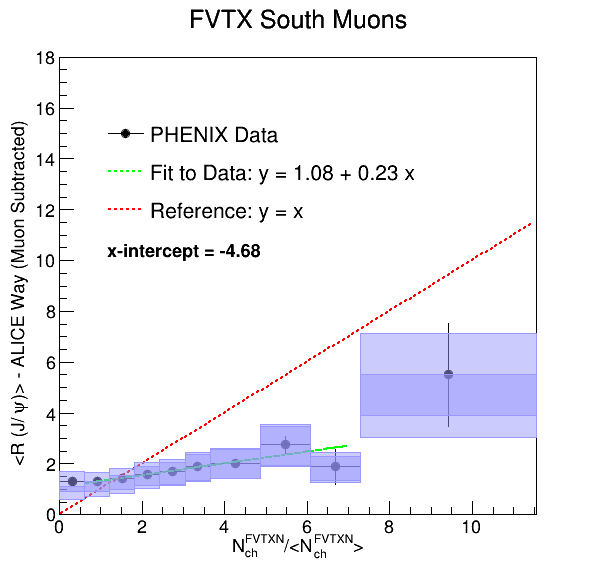 FVTX South Muons
<R (J/ψ)> - ALICE Way (Muon Subtracted)
18
16
14
12
10
8
6
4
2
0
PHENIX Data
Fit to Data: y = 1.08 + 0.23 x
Reference: y = x
x-intercept = -4.68
0 2 4 6 8 10
N_ch^FVTXN/<N_ch^FVTXN>